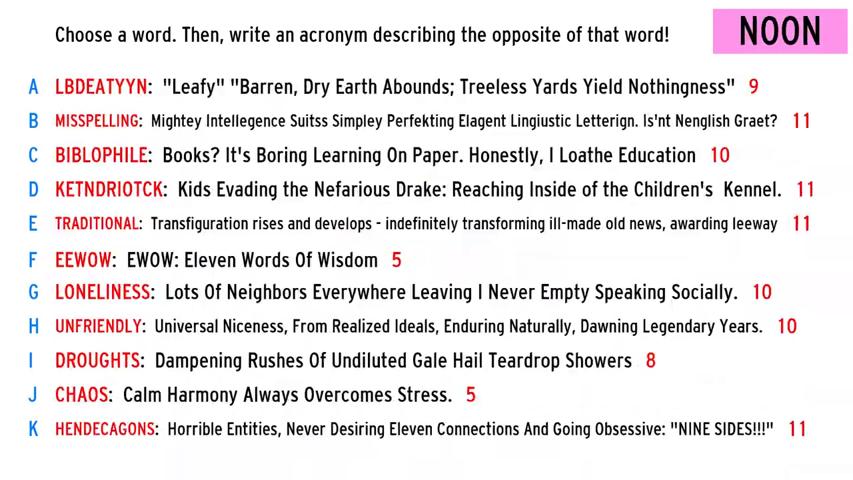 Choose a word. Then, write an acronym describing the opposite of that word!
NOON
A LBDEATYYN: "Leafy" "Barren, Dry Earth Abounds; Treeless Yards Yield Nothingness" 9
B MISSPELLING: Mightey Intellegence Suitss Simpley Perfekting Elagent Lingiustic Letterign. Is'nt Nenglish Graet? 11
C BIBLOPHILE: Books? It's Boring Learning On Paper. Honestly, I Loathe Education 10
D KETNDRIOTCK: Kids Evading the Nefarious Drake: Reaching Inside of the Children's Kennel. 11
E TRADITIONAL: Transfiguration rises and develops - indefinitely transforming ill-made old news, awarding leeway 11
F EEWOW: EWOW: Eleven Words Of Wisdom 5
G LONELINESS: Lots Of Neighbors Everywhere Leaving I Never Empty Speaking Socially. 10
H UNFRIENDLY: Universal Niceness, From Realized Ideals, Enduring Naturally, Dawning Legendary Years. 10
I DROUGHTS: Dampening Rushes Of Undiluted Gale Hail Teardrop Showers 8
J CHAOS: Calm Harmony Always Overcomes Stress. 5
K HENDECAGONS: Horrible Entities, Never Desiring Eleven Connections And Going Obsessive: "NINE SIDES!!!" 11